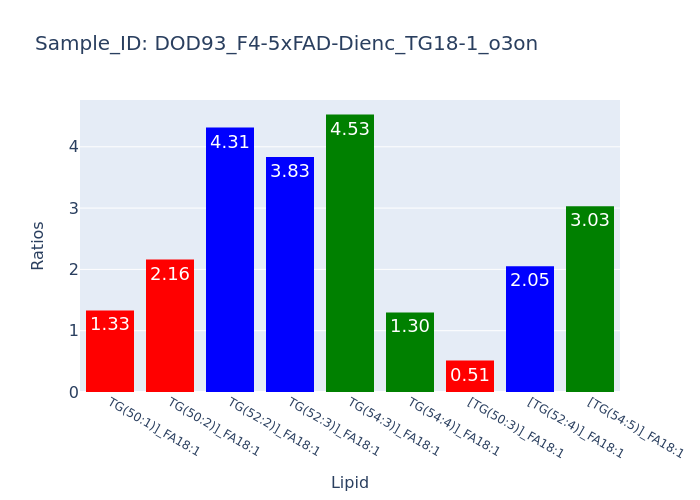 Sample_ID: DOD93_F4-5xFAD-Dienc_TG18-1_o3on
Ratios
4
3
2
1
0
1.33
2.16
4.31
3.83
4.53
1.30
0.51
2.05
3.03
TG(50:1)]_FA18:1
TG(50:2)]_FA18:1
TG(52:2)]_FA18:1
TG(52:3)]_FA18:1
TG(54:3)]_FA18:1
TG(54:4)]_FA18:1
[TG(50:3)]_FA18:1
[TG(52:4)]_FA18:1
[TG(54:5)]_FA18:1
Lipid